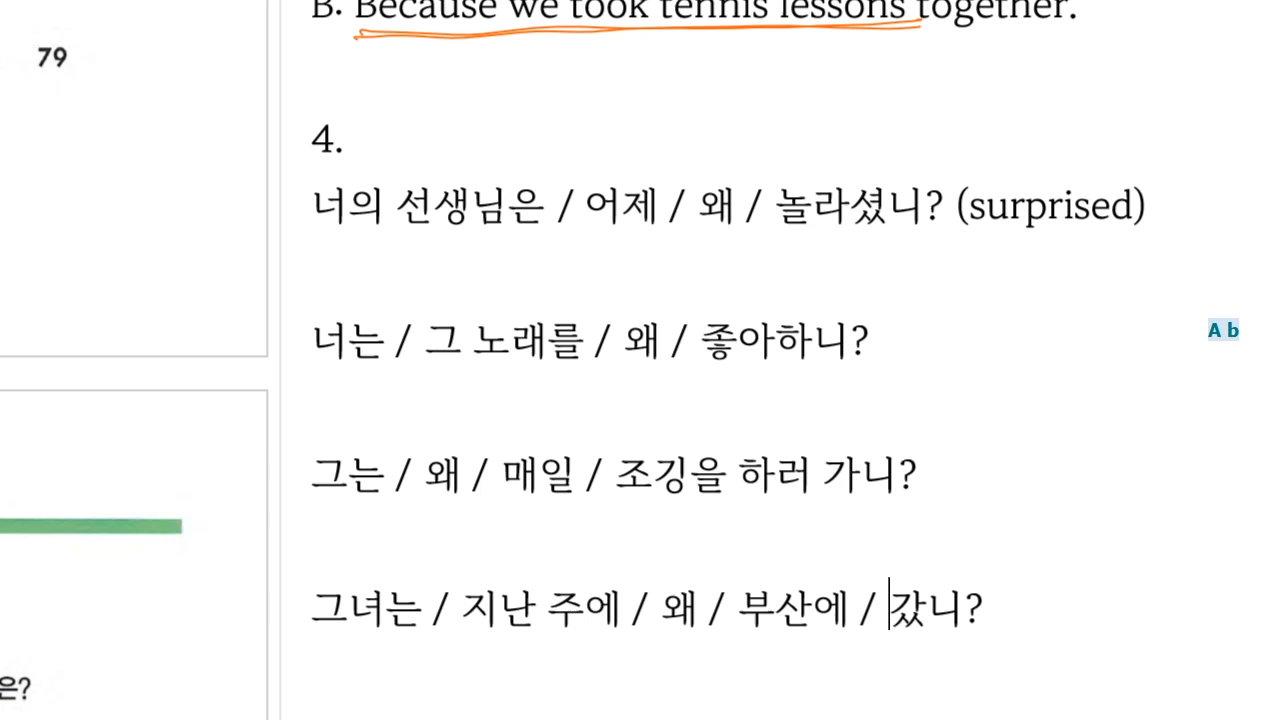 B. Because we took tennis lessons together.
79
4.
너의 선생님은 / 어제 / 왜 / 놀라셨니? (surprised)
너는 / 그 노래를 / 왜 / 좋아하니?
A b
그는 / 왜 / 매일 / 조깅을 하러 가니?
그녀는 / 지난 주에 / 왜 / 부산에 / 갔니?
은?